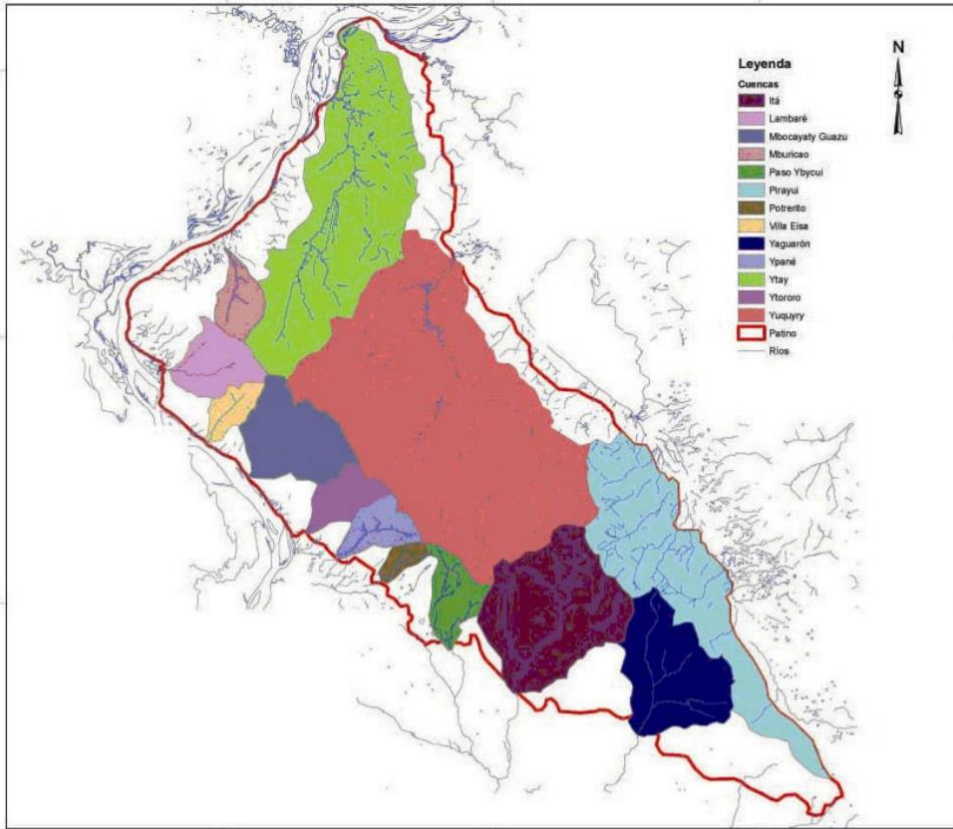 N
Leyenda
Cuencas
Itá
Lambaré
Mbocayaty Guazu
Mburicao
Paso Ybycui
Pirayui
Potrerito
Villa Elsa
Yaguarón
Ypané
Ytay
Ytororo
Yuquyry
Patino
Ríos